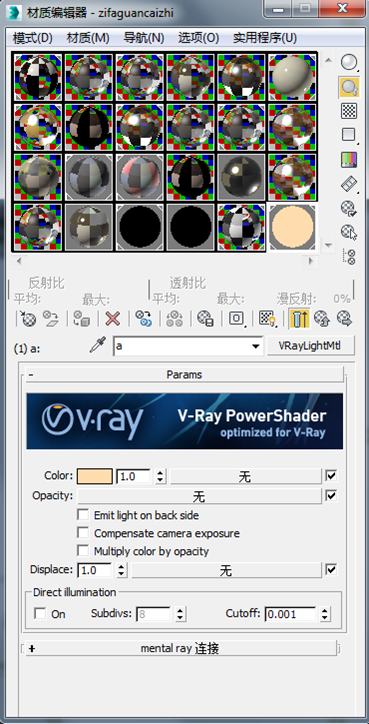 材质编辑器 - zifaguancaizhi
模式(D) 材质(M) 导航(N) 选项(O) 实用程序(U)
反射比 透射比
平均: 最大: 平均: 最大: 漫反射: 0%
(1) a: a VRayLightMtl
- Params
v·ray V-Ray PowerShader
optimized for V-Ray
Color: 1.0 无
Opacity: 无
Emit light on back side
Compensate camera exposure
Multiply color by opacity
Displace: 1.0 无
Direct illumination
On Subdivs: 8 Cutoff: 0.001
+ mental ray 连接